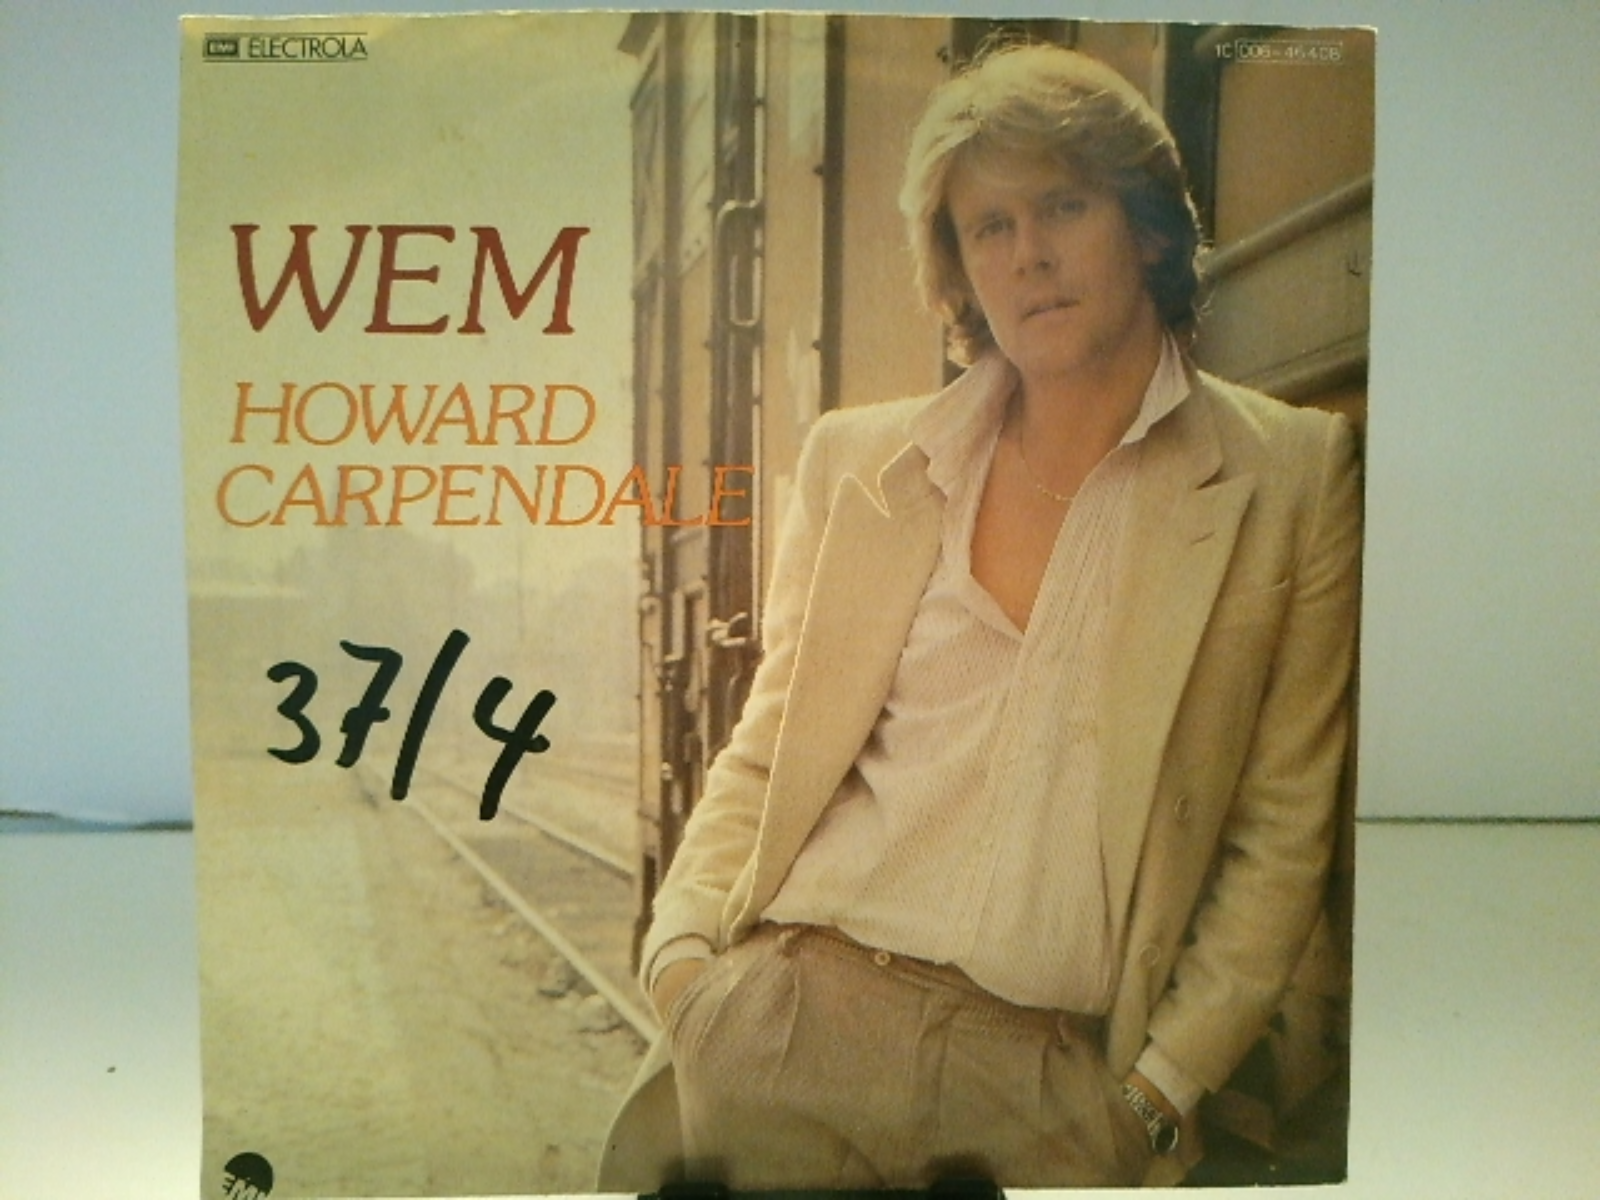 EMI ELECTROLA
1C 006-46 408
WEM
HOWARD
CARPENDALE
37/4
EMI